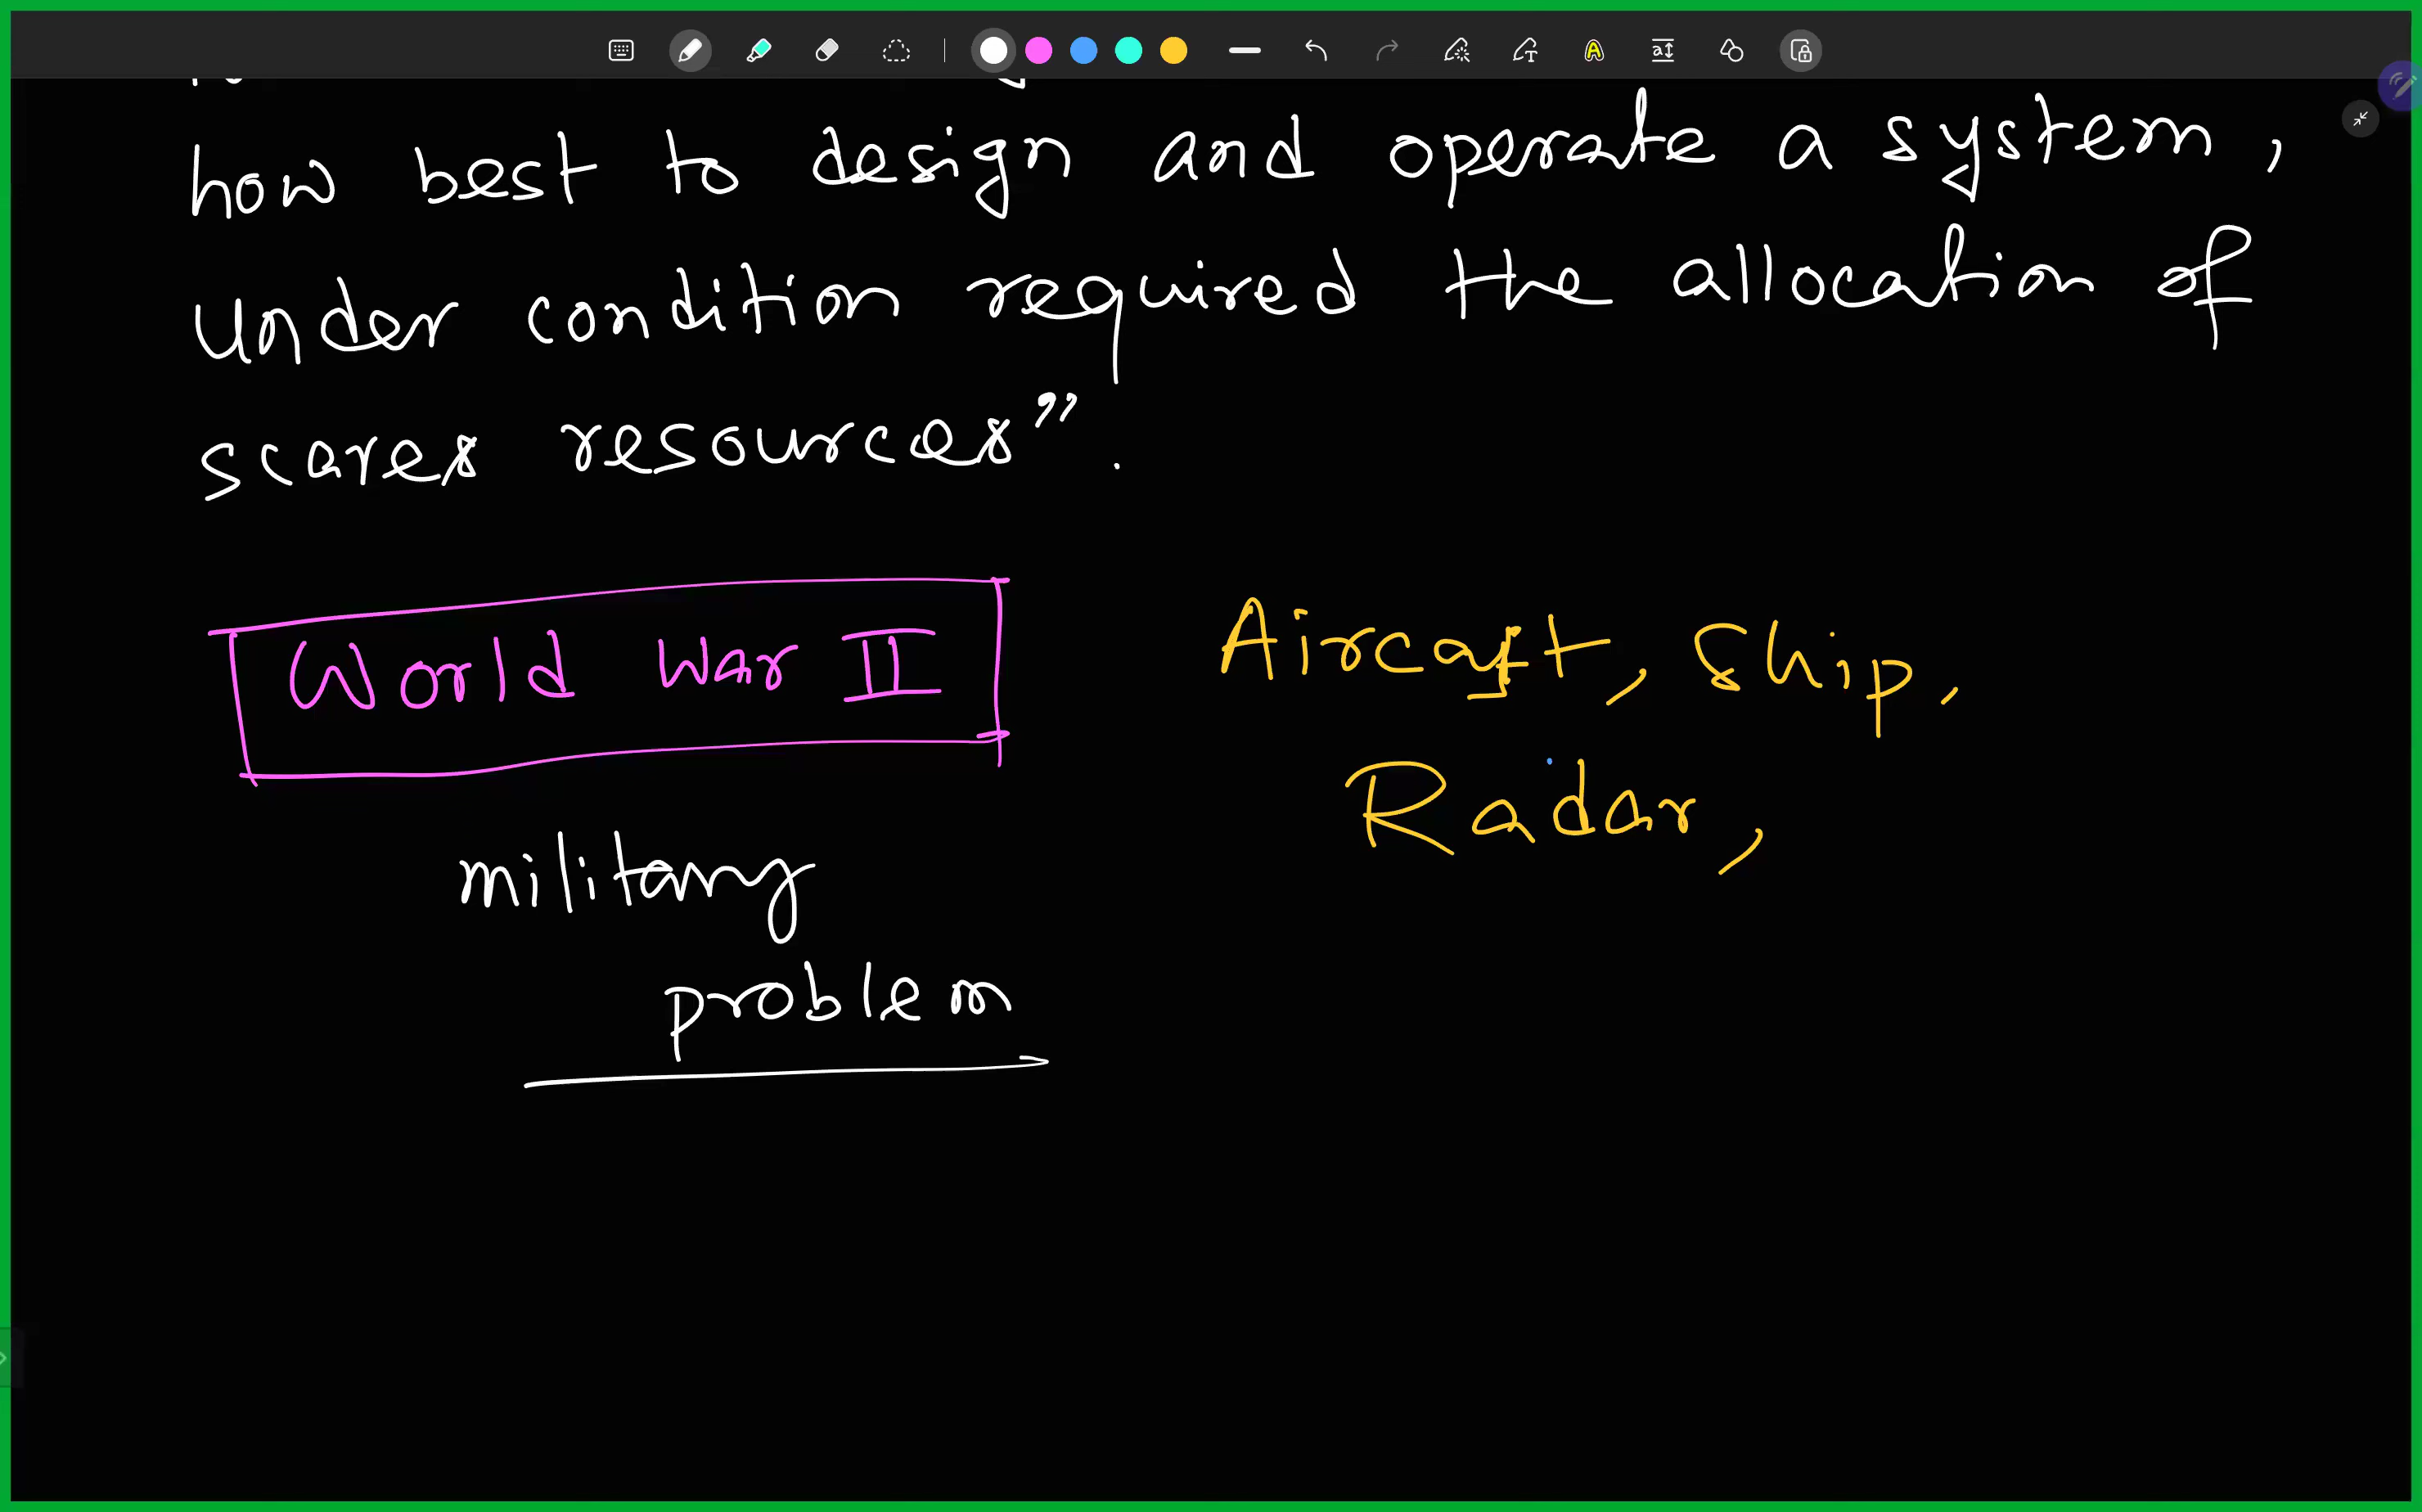 how best to design and operate a system,
under condition required the allocation of
scares resources".
World War II
Aircaft, Ship,
Radar,
military
problem